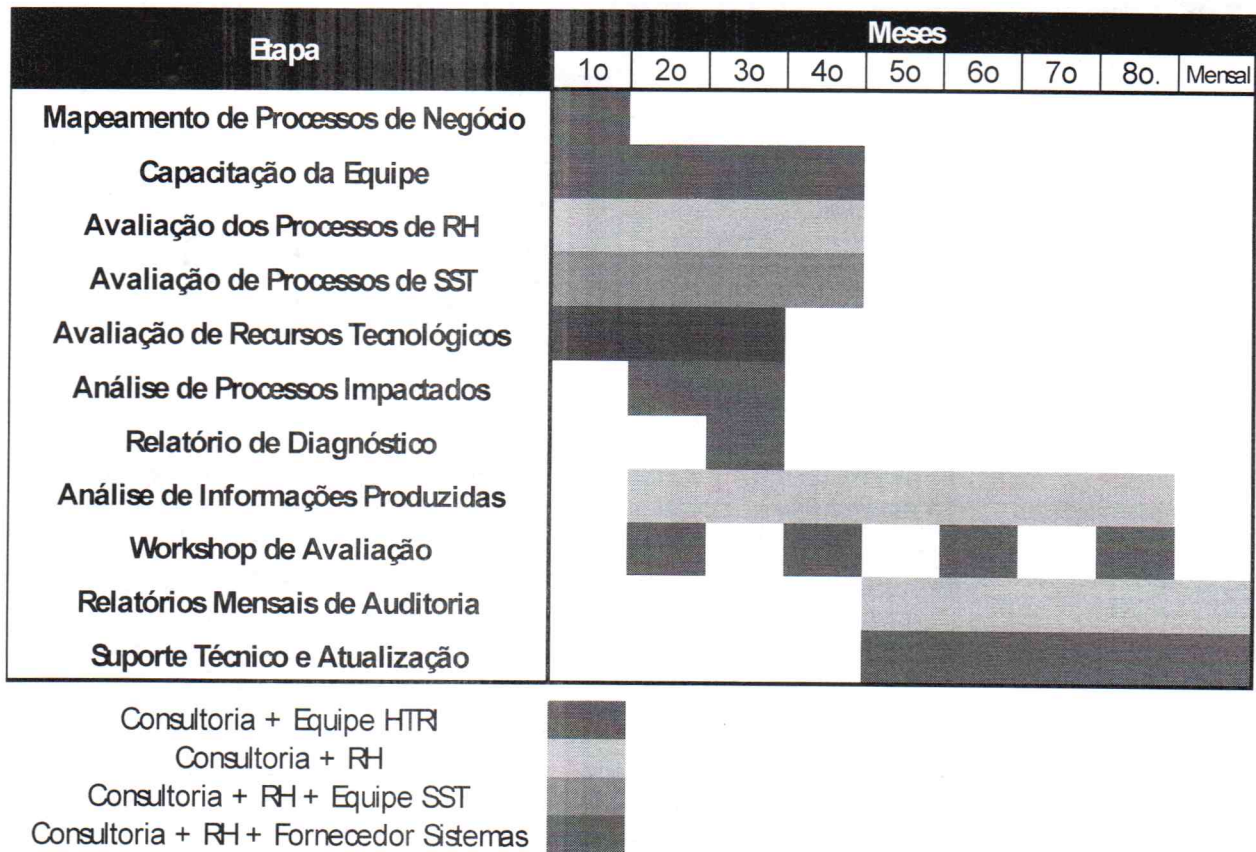 Etapa
Meses
1o 2o 3o 4o 5o 6o 7o 8o. Mensal
Mapeamento de Processos de Negócio
Capacitação da Equipe
Avaliação dos Processos de RH
Avaliação de Processos de SST
Avaliação de Recursos Tecnológicos
Análise de Processos Impactados
Relatório de Diagnóstico
Análise de Informações Produzidas
Workshop de Avaliação
Relatórios Mensais de Auditoria
Suporte Técnico e Atualização
Consultoria + Equipe HTRI
Consultoria + RH
Consultoria + RH + Equipe SST
Consultoria + RH + Fornecedor Sistemas